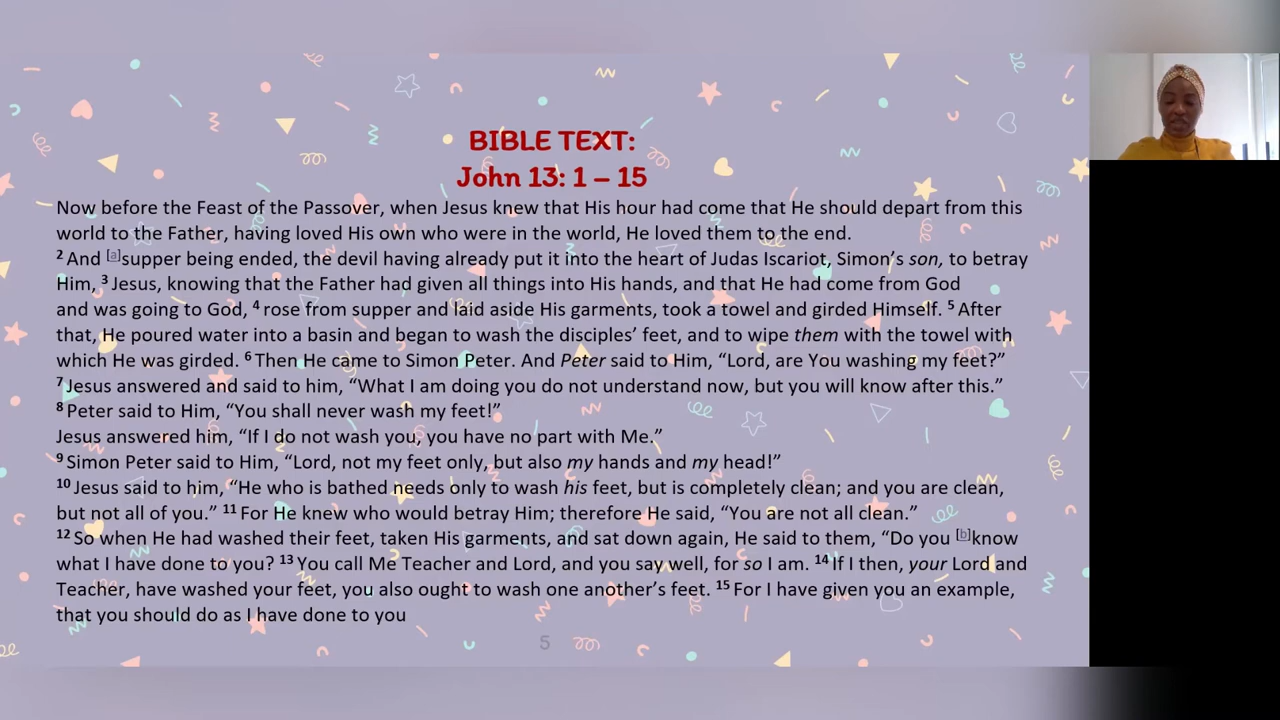 BIBLE TEXT:
John 13: 1 – 15
Now before the Feast of the Passover, when Jesus knew that His hour had come that He should depart from this
world to the Father, having loved His own who were in the world, He loved them to the end.
2 And [a]supper being ended, the devil having already put it into the heart of Judas Iscariot, Simon’s son, to betray
Him, 3 Jesus, knowing that the Father had given all things into His hands, and that He had come from God
and was going to God, 4 rose from supper and laid aside His garments, took a towel and girded Himself. 5 After
that, He poured water into a basin and began to wash the disciples’ feet, and to wipe them with the towel with
which He was girded. 6 Then He came to Simon Peter. And Peter said to Him, “Lord, are You washing my feet?”
7 Jesus answered and said to him, “What I am doing you do not understand now, but you will know after this.”
8 Peter said to Him, “You shall never wash my feet!”
Jesus answered him, “If I do not wash you, you have no part with Me.”
9 Simon Peter said to Him, “Lord, not my feet only, but also my hands and my head!”
10 Jesus said to him, “He who is bathed needs only to wash his feet, but is completely clean; and you are clean,
but not all of you.” 11 For He knew who would betray Him; therefore He said, “You are not all clean.”
12 So when He had washed their feet, taken His garments, and sat down again, He said to them, “Do you [b]know
what I have done to you? 13 You call Me Teacher and Lord, and you say well, for so I am. 14 If I then, your Lord and
Teacher, have washed your feet, you also ought to wash one another’s feet. 15 For I have given you an example,
that you should do as I have done to you
5